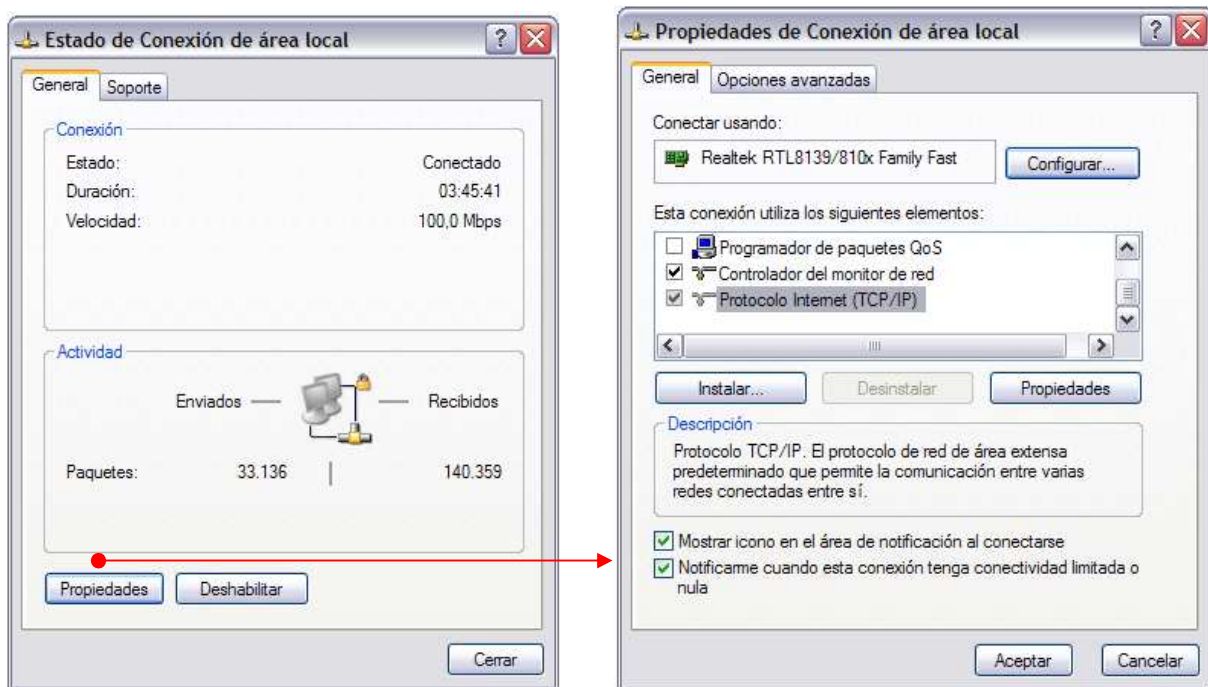 Estado de Conexión de área local
General
Soporte
Conexión
Estado:
Conectado
Duración:
03:45:41
Velocidad:
100,0 Mbps
Actividad
Enviados
Recibidos
Paquetes:
33.136
140.359
Propiedades
Deshabilitar
Cerrar
Propiedades de Conexión de área local
General
Opciones avanzadas
Conectar usando:
Realtek RTL8139/810x Family Fast
Configurar...
Esta conexión utiliza los siguientes elementos:
Programador de paquetes QoS
Controlador del monitor de red
Protocolo Internet (TCP/IP)
Instalar...
Desinstalar
Propiedades
Descripción
Protocolo TCP/IP. El protocolo de red de área extensa
predeterminado que permite la comunicación entre varias
redes conectadas entre sí.
Mostrar icono en el área de notificación al conectarse
Notificarme cuando esta conexión tenga conectividad limitada o
nula
Aceptar
Cancelar